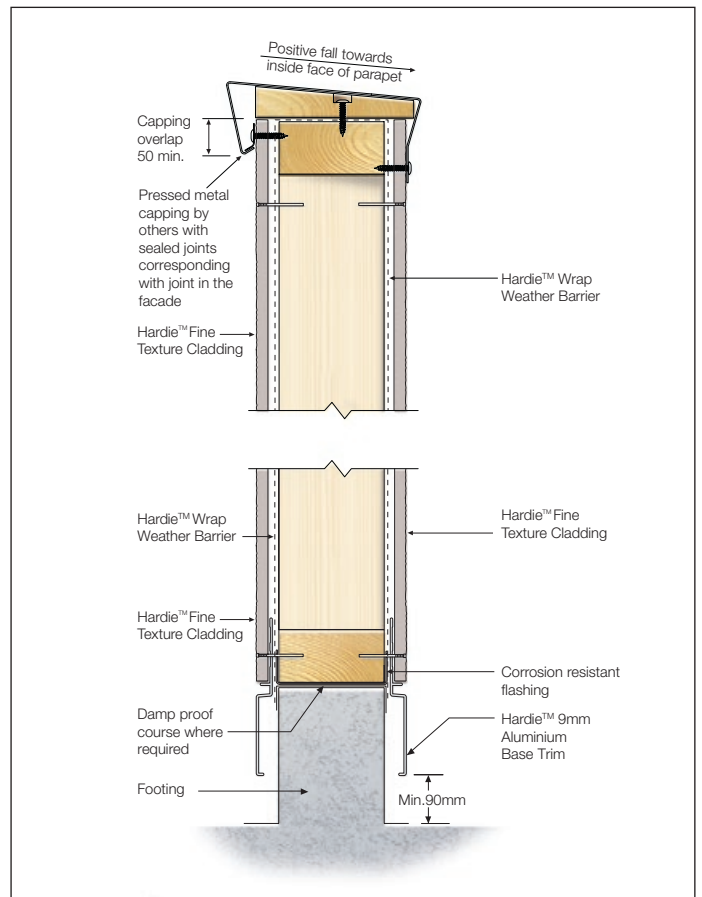 Positive fall towards
inside face of parapet
Capping
overlap
50 min.
Pressed metal
capping by
others with
sealed joints
corresponding
with joint in the
facade
Hardie™ Wrap
Weather Barrier
Hardie™ Fine
Texture Cladding
Hardie™ Wrap
Weather Barrier
Hardie™ Fine
Texture Cladding
Hardie™ Fine
Texture Cladding
Corrosion resistant
flashing
Damp proof
course where
required
Hardie™ 9mm
Aluminium
Base Trim
Footing
Min.90mm